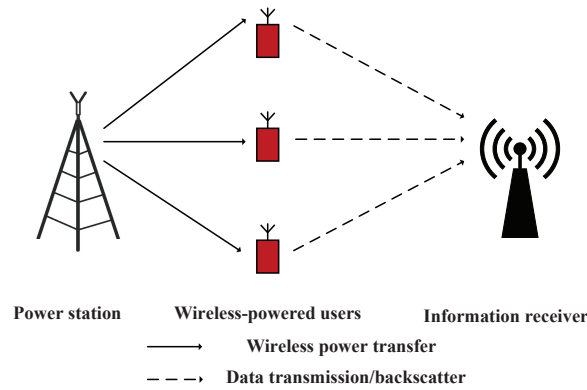 Power station
Wireless-powered users
Information receiver
Wireless power transfer
Data transmission/backscatter